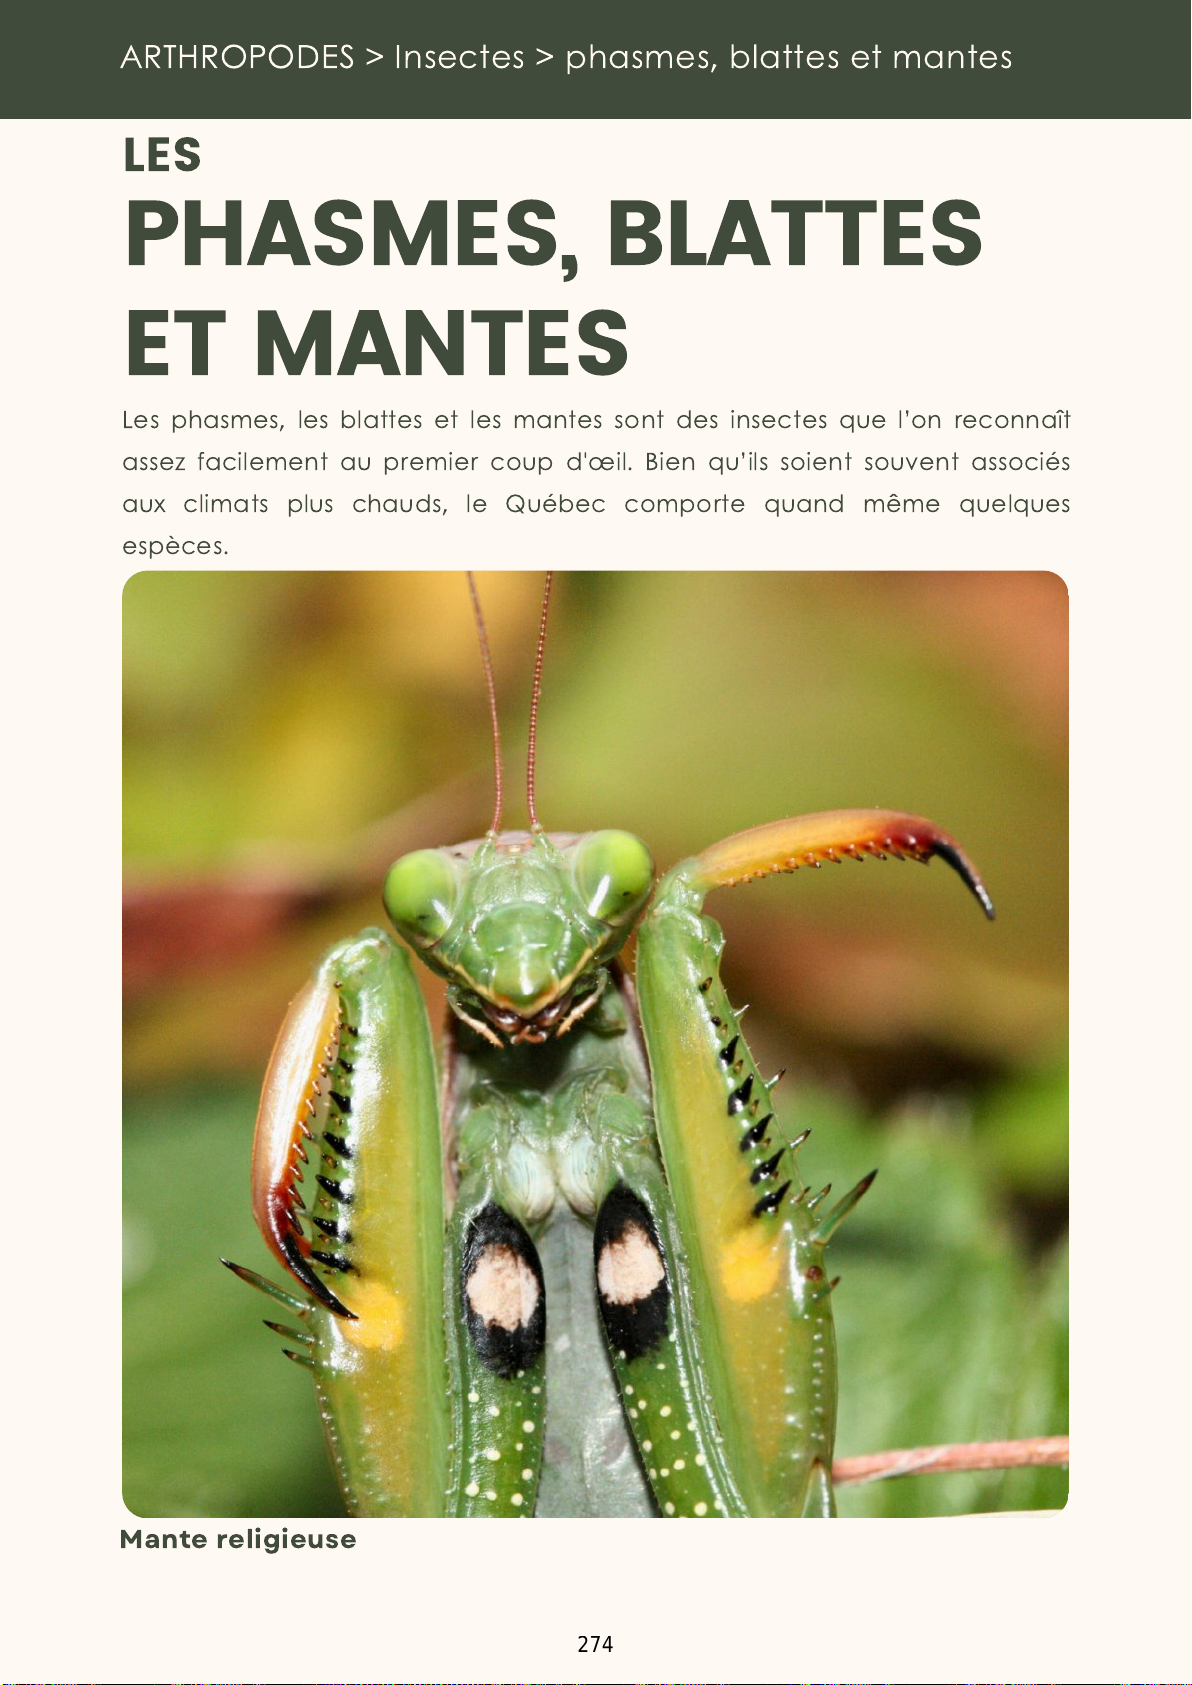 ARTHROPODES > Insectes > phasmes, blattes et mantes
LES
PHASMES, BLATTES
ET MANTES
Les phasmes, les blattes et les mantes sont des insectes que l’on reconnaît
assez facilement au premier coup d'œil. Bien qu’ils soient souvent associés
aux climats plus chauds, le Québec comporte quand même quelques
espèces.
Mante religieuse
274